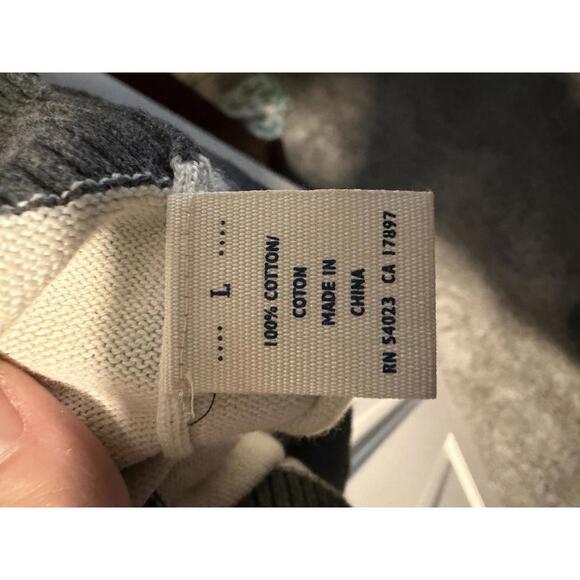 .... L ....
100% COTTON/
COTON
MADE IN
CHINA
RN 54023 CA 17897